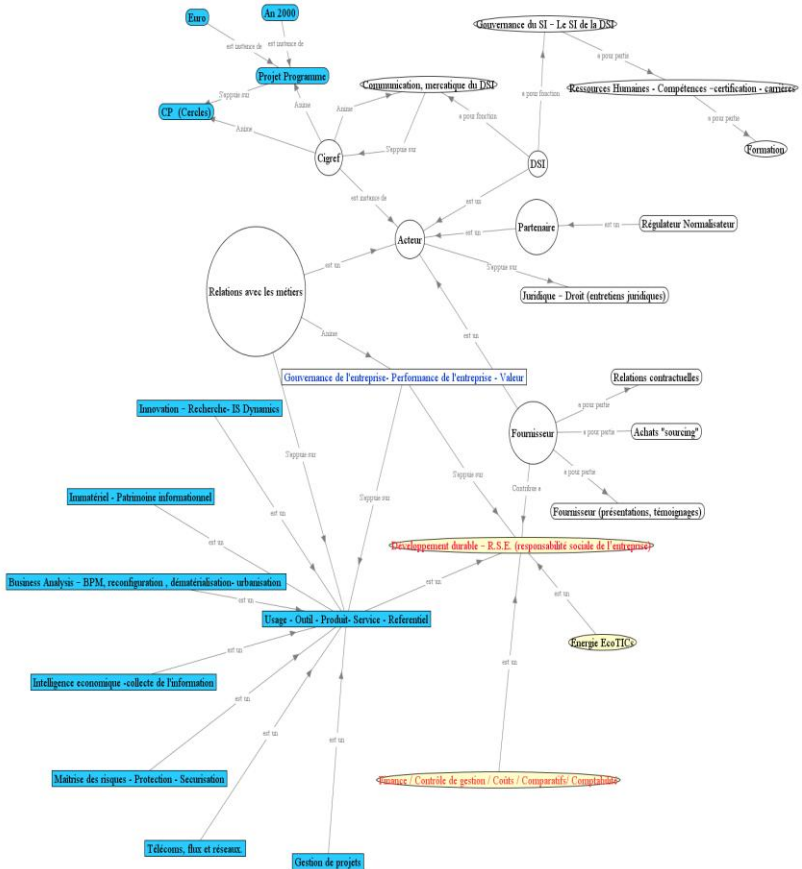 An 2000
Euro
Gouvernance du SI - Le SI de la DSI
est instance de
est instance de
a pour partie
Projet Programme
Communication, mercatique du DSI
Ressources Humaines - Compétences -certification - carrières
S'appuie sur
Anime
Anime
a pour fonction
a pour fonction
CP (Cercles)
a pour partie
Anime
S'appuie sur
Formation
Cigref
DSI
est instance de
est un
Partenaire
Régulateur Normalisateur
est un
est un
Acteur
est un
S'appuie sur
Relations avec les métiers
Juridique - Droit (entretiens juridiques)
Anime
est un
Gouvernance de l'entreprise- Performance de l'entreprise - Valeur
Relations contractuelles
Innovation - Recherche- IS Dynamics
a pour partie
Fournisseur
a pour partie
Achats "sourcing"
S'appuie sur
S'appuie sur
a pour partie
Contribue a
S'appuie sur
Immatériel - Patrimoine informationnel
est un
Fournisseur (présentations, témoignages)
est un
Développement durable - R.S.E. (responsabilité sociale de l'entreprise)
Business Analysis - BPM, reconfiguration , dématérialisation- urbanisation
est un
est un
est un
Usage - Outil - Produit- Service - Referentiel
Energie EcoTICs
est un
est un
Intelligence economique -collecte de l'information
est un
est un
est un
Maitrise des risques - Protection - Securisation
Finance / Contrôle de gestion / Coûts / Comparatifs/ Comptabilité
Télécoms, flux et réseaux.
Gestion de projets